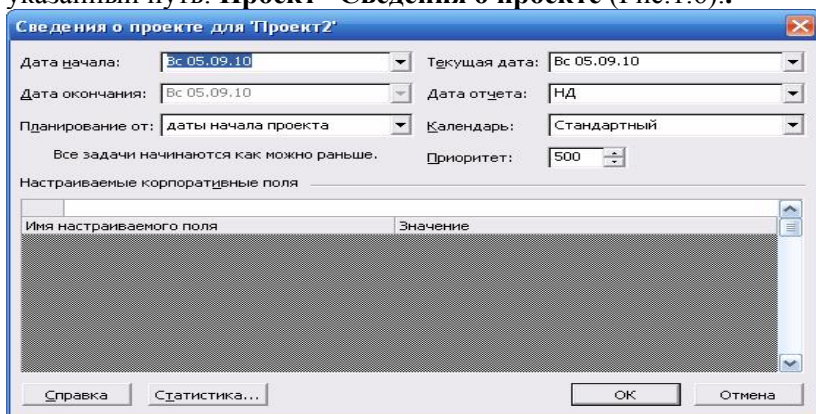 указанный путь: Проект - Сведения о проекте (Рис.1.6)..
Сведения о проекте для 'Проект2'
Дата начала: Вс 05.09.10 Текущая дата: Вс 05.09.10
Дата окончания: Вс 05.09.10 Дата отчета: НД
Планирование от: даты начала проекта Календарь: Стандартный
Все задачи начинаются как можно раньше. Приоритет: 500
Настраиваемые корпоративные поля
Имя настраиваемого поля Значение
Справка Статистика... ОК Отмена